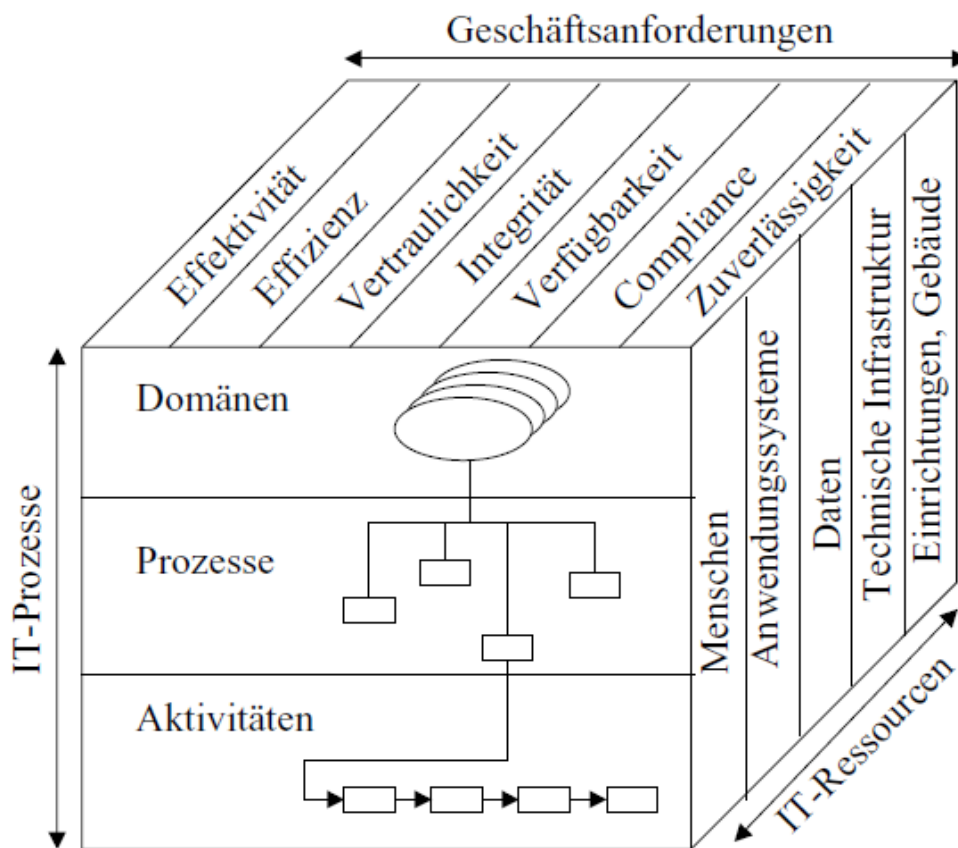 Geschäftsanforderungen
Effektivität
Effizienz
Vertraulichkeit
Integrität
Verfügbarkeit
Compliance
Zuverlässigkeit
IT-Prozesse
Domänen
Prozesse
Aktivitäten
Menschen
Anwendungssysteme
Daten
Technische Infrastruktur
Einrichtungen, Gebäude
IT-Ressourcen